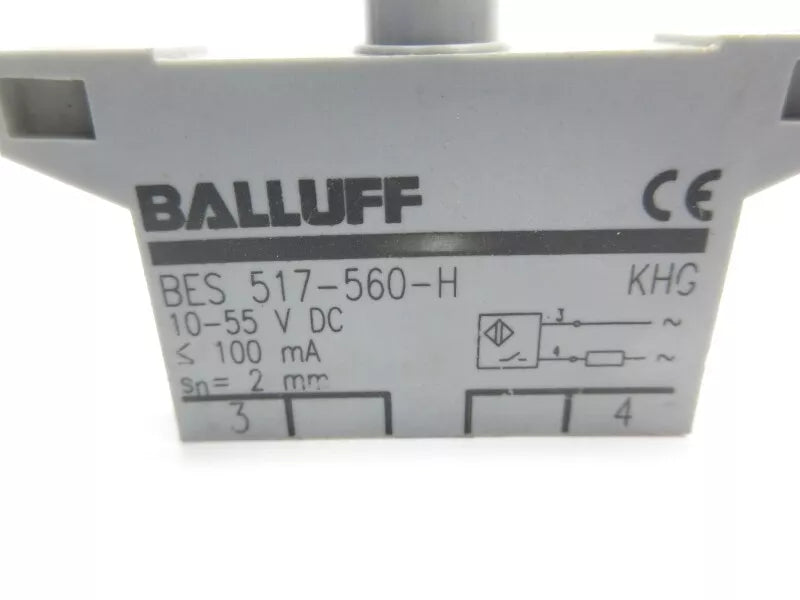 BALLUFF CE
BES 517-560-H KHG
10-55 V DC
≤ 100 mA
sn= 2 mm
3 ~
4 ~
3 4